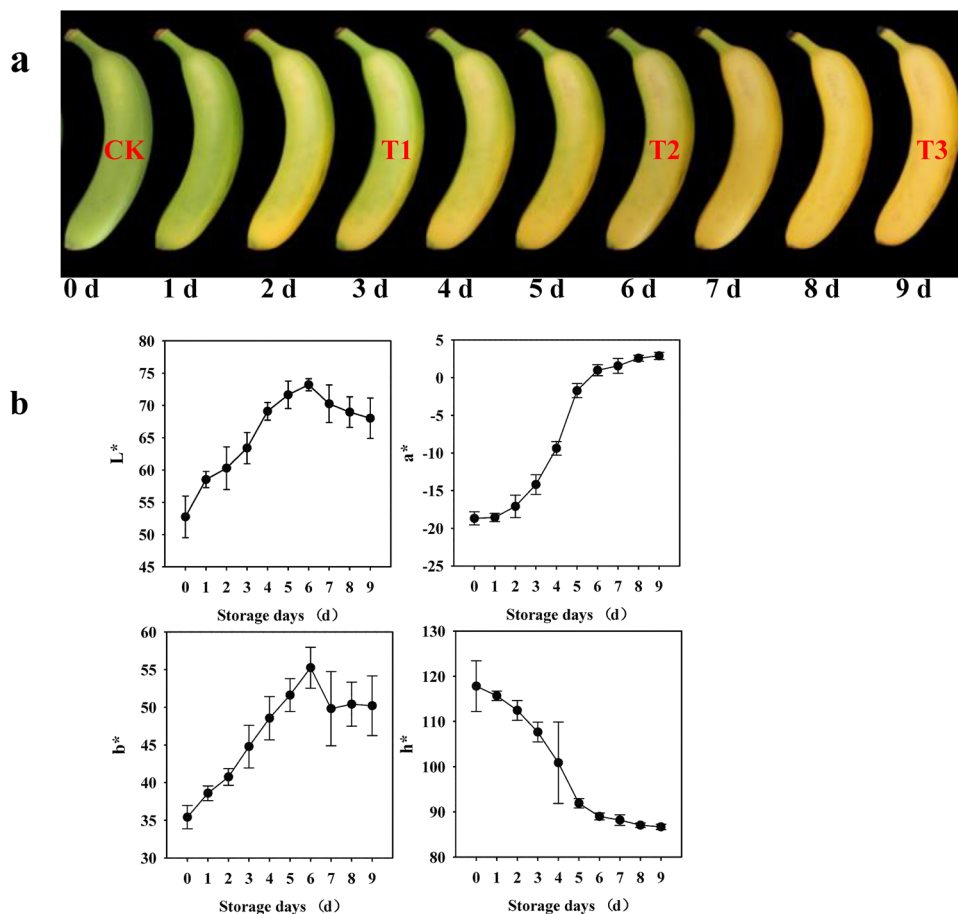 a
CK T1 T2 T3
0 d 1 d 2 d 3 d 4 d 5 d 6 d 7 d 8 d 9 d
b
80
75
70
65
60
55
50
45
L*
0 1 2 3 4 5 6 7 8 9
Storage days （d）
5
0
-5
-10
-15
-20
-25
a*
0 1 2 3 4 5 6 7 8 9
Storage days （d）
60
55
50
45
40
35
30
b*
0 1 2 3 4 5 6 7 8 9
Storage days （d）
130
120
110
100
90
80
h*
0 1 2 3 4 5 6 7 8 9
Storage days （d）